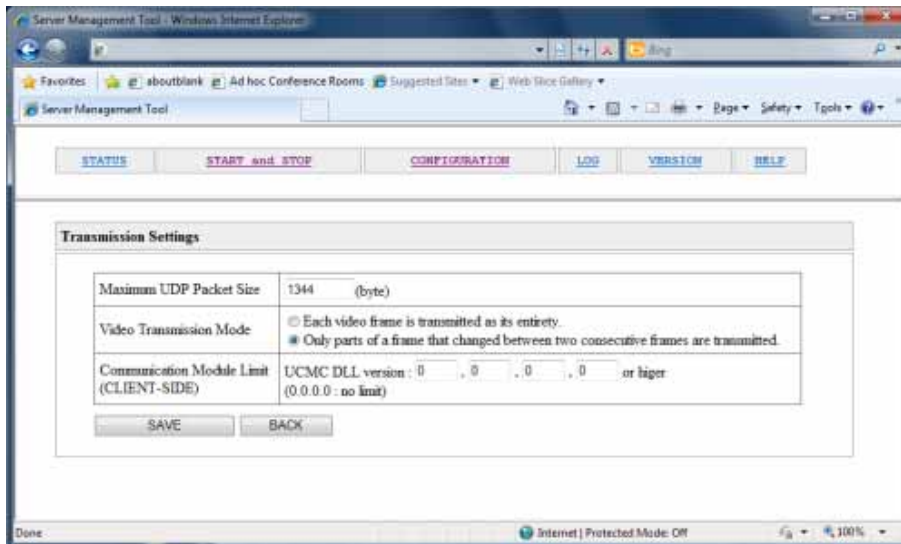 Server Management Tool - Windows Internet Explorer
Bing
Favorites aboutblank Ad hoc Conference Rooms Suggested Sites Web Slice Gallery
Server Management Tool Page Safety Tools
STATUS START and STOP CONFIGURATION LOG VERSION HELP
Transmission Settings
Maximum UDP Packet Size 1344 (byte)
Video Transmission Mode
Each video frame is transmitted as its entirety.
Only parts of a frame that changed between two consecutive frames are transmitted.
Communication Module Limit
(CLIENT-SIDE)
UCMC DLL version : 0 . 0 . 0 . 0 or higer
(0.0.0.0 : no limit)
SAVE BACK
Done Internet | Protected Mode: Off 100%